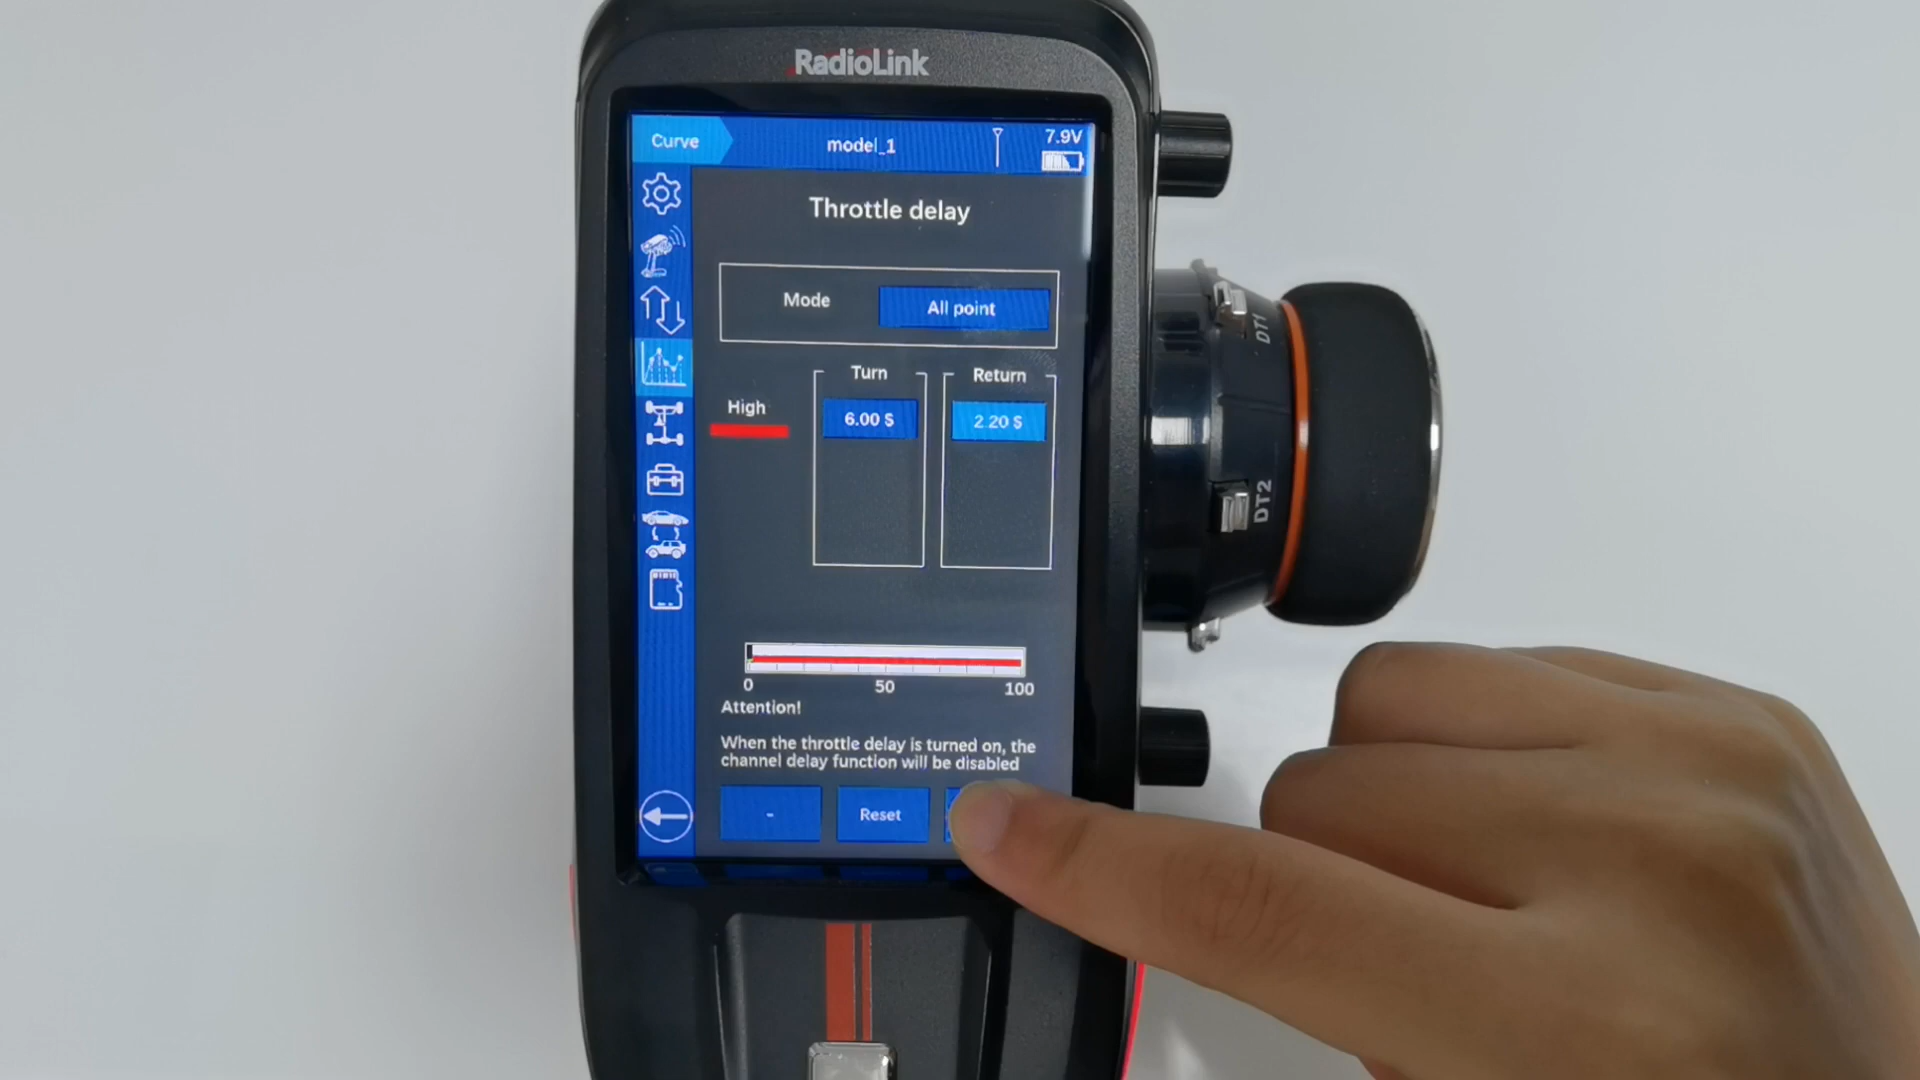 RadioLink
Curve
model_1
7.9V
Throttle delay
Mode
All point
Turn
Return
High
6.00 S
2.20 S
0
50
100
Attention!
When the throttle delay is turned on, the
channel delay function will be disabled
-
Reset
DT1
DT2